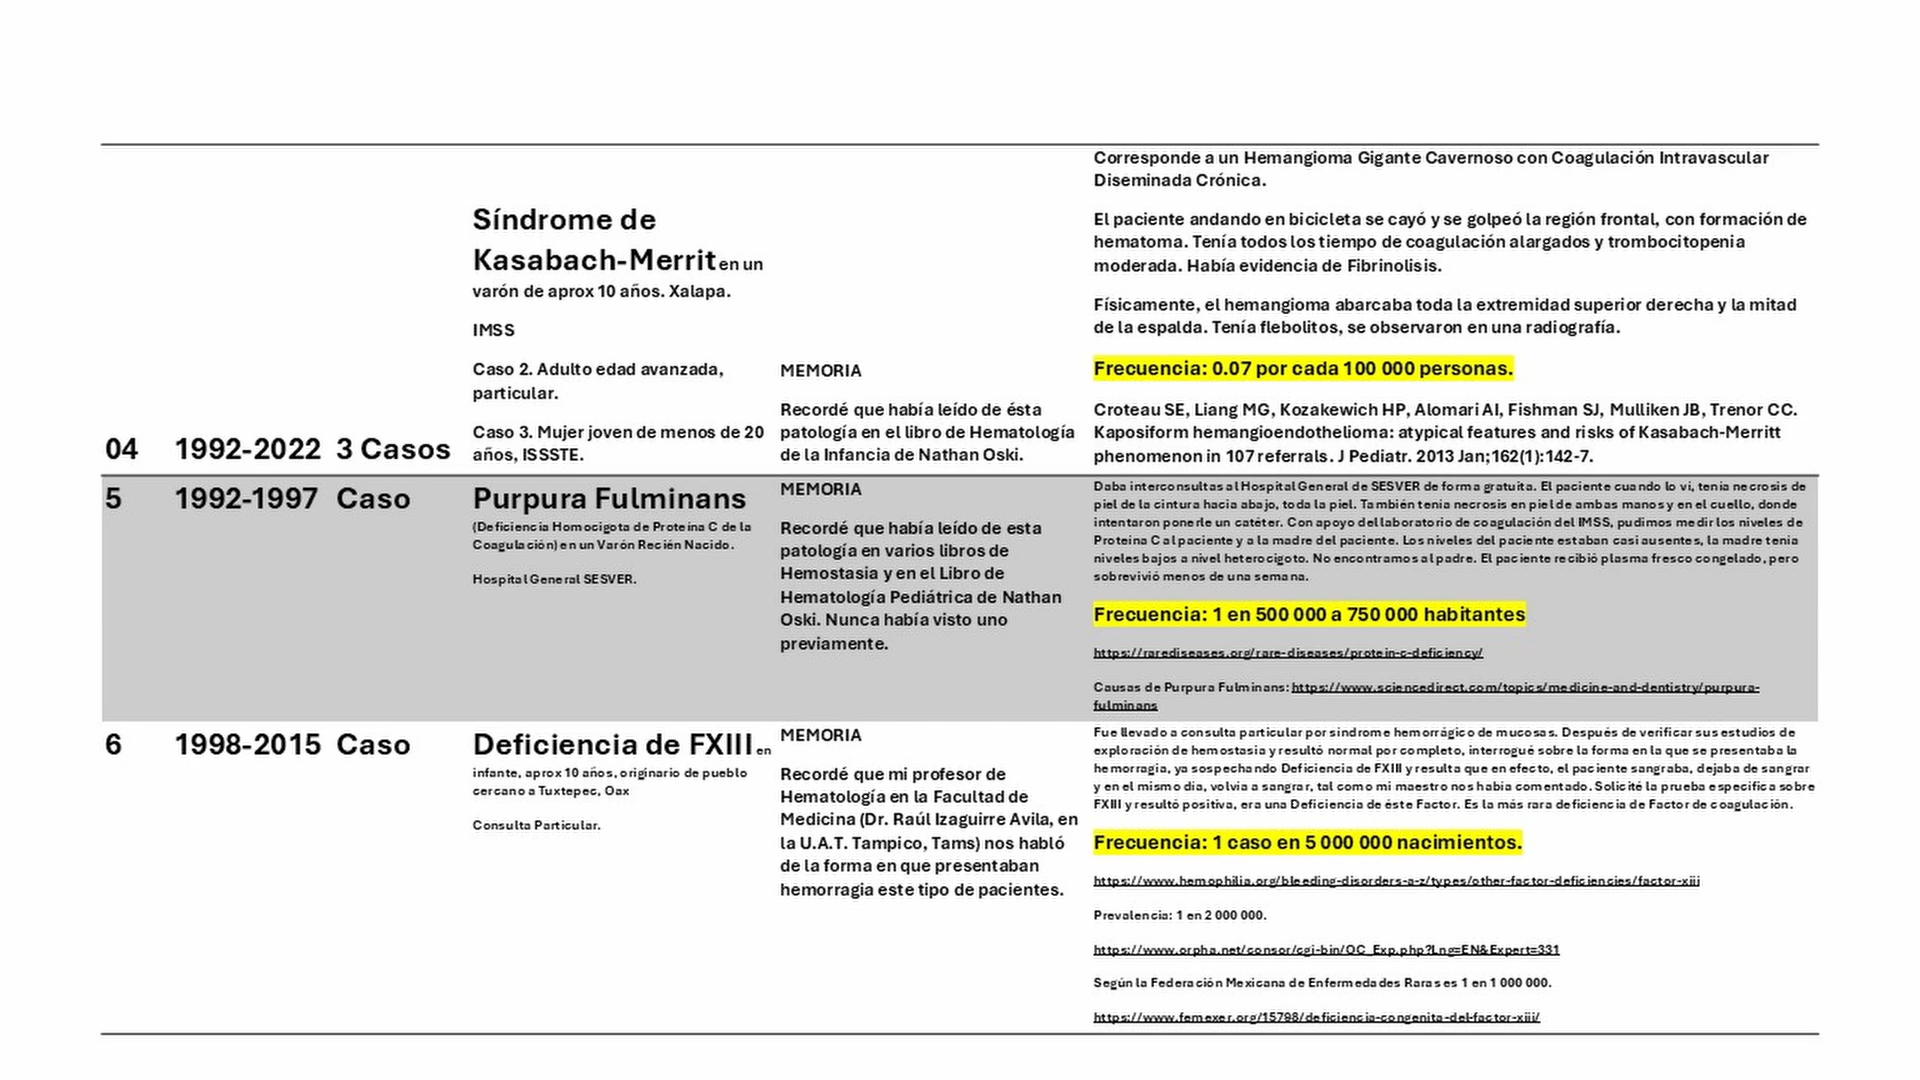 04
1992-2022
3 Casos
Síndrome de
Kasabach-Merrit en un
varón de aprox 10 años. Xalapa.
IMSS
Caso 2. Adulto edad avanzada,
particular.
Caso 3. Mujer joven de menos de 20
años, ISSSTE.
MEMORIA
Recordé que había leído de ésta
patología en el libro de Hematología
de la Infancia de Nathan Oski.
Corresponde a un Hemangioma Gigante Cavernoso con Coagulación Intravascular
Diseminada Crónica.
El paciente andando en bicicleta se cayó y se golpeó la región frontal, con formación de
hematoma. Tenía todos los tiempo de coagulación alargados y trombocitopenia
moderada. Había evidencia de Fibrinolisis.
Físicamente, el hemangioma abarcaba toda la extremidad superior derecha y la mitad
de la espalda. Tenía flebolitos, se observaron en una radiografía.
Frecuencia: 0.07 por cada 100 000 personas.
Croteau SE, Liang MG, Kozakewich HP, Alomari AI, Fishman SJ, Mulliken JB, Trenor CC.
Kaposiform hemangioendothelioma: atypical features and risks of Kasabach-Merritt
phenomenon in 107 referrals. J Pediatr. 2013 Jan;162(1):142-7.
5
1992-1997
Caso
Purpura Fulminans
(Deficiencia Homocigota de Proteína C de la
Coagulación) en un Varón Recién Nacido.
Hospital General SESVER.
MEMORIA
Recordé que había leído de esta
patología en varios libros de
Hemostasia y en el Libro de
Hematología Pediátrica de Nathan
Oski. Nunca había visto uno
previamente.
Daba interconsultas al Hospital General de SESVER de forma gratuita. El paciente cuando lo vi, tenía necrosis de
piel de la cintura hacia abajo, toda la piel. También tenía necrosis en piel de ambas manos y en el cuello, donde
intentaron ponerle un catéter. Con apoyo del laboratorio de coagulación del IMSS, pudimos medir los niveles de
Proteína C al paciente y a la madre del paciente. Los niveles del paciente estaban casi ausentes, la madre tenía
niveles bajos a nivel heterocigoto. No encontramos al padre. El paciente recibió plasma fresco congelado, pero
sobrevivió menos de una semana.
Frecuencia: 1 en 500 000 a 750 000 habitantes
https://rarediseases.org/rare-diseases/protein-c-deficiency/
Causas de Purpura Fulminans: https://www.sciencedirect.com/topics/medicine-and-dentistry/purpura-
fulminans
6
1998-2015
Caso
Deficiencia de FXIII en
infante, aprox 10 años, originario de pueblo
cercano a Tuxtepec, Oax
Consulta Particular.
MEMORIA
Recordé que mi profesor de
Hematología en la Facultad de
Medicina (Dr. Raúl Izaguirre Avila, en
la U.A.T. Tampico, Tams) nos habló
de la forma en que presentaban
hemorragia este tipo de pacientes.
Fue llevado a consulta particular por síndrome hemorrágico de mucosas. Después de verificar sus estudios de
exploración de hemostasia y resultó normal por completo, interrogué sobre la forma en la que se presentaba la
hemorragia, ya sospechando Deficiencia de FXIII y resulta que en efecto, el paciente sangraba, dejaba de sangrar
y en el mismo día, volvía a sangrar, tal como mi maestro nos había comentado. Solicité la prueba específica sobre
FXIII y resultó positiva, era una Deficiencia de éste Factor. Es la más rara deficiencia de Factor de coagulación.
Frecuencia: 1 caso en 5 000 000 nacimientos.
https://www.hemophilia.org/bleeding-disorders-a-z/types/other-factor-deficiencies/factor-xiii
Prevalencia: 1 en 2 000 000.
https://www.orpha.net/consor/cgi-bin/OC_Exp.php?Lng=EN&Expert=331
Según la Federación Mexicana de Enfermedades Raras es 1 en 1 000 000.
https://www.femexer.org/15798/deficiencia-congenita-del-factor-xiii/